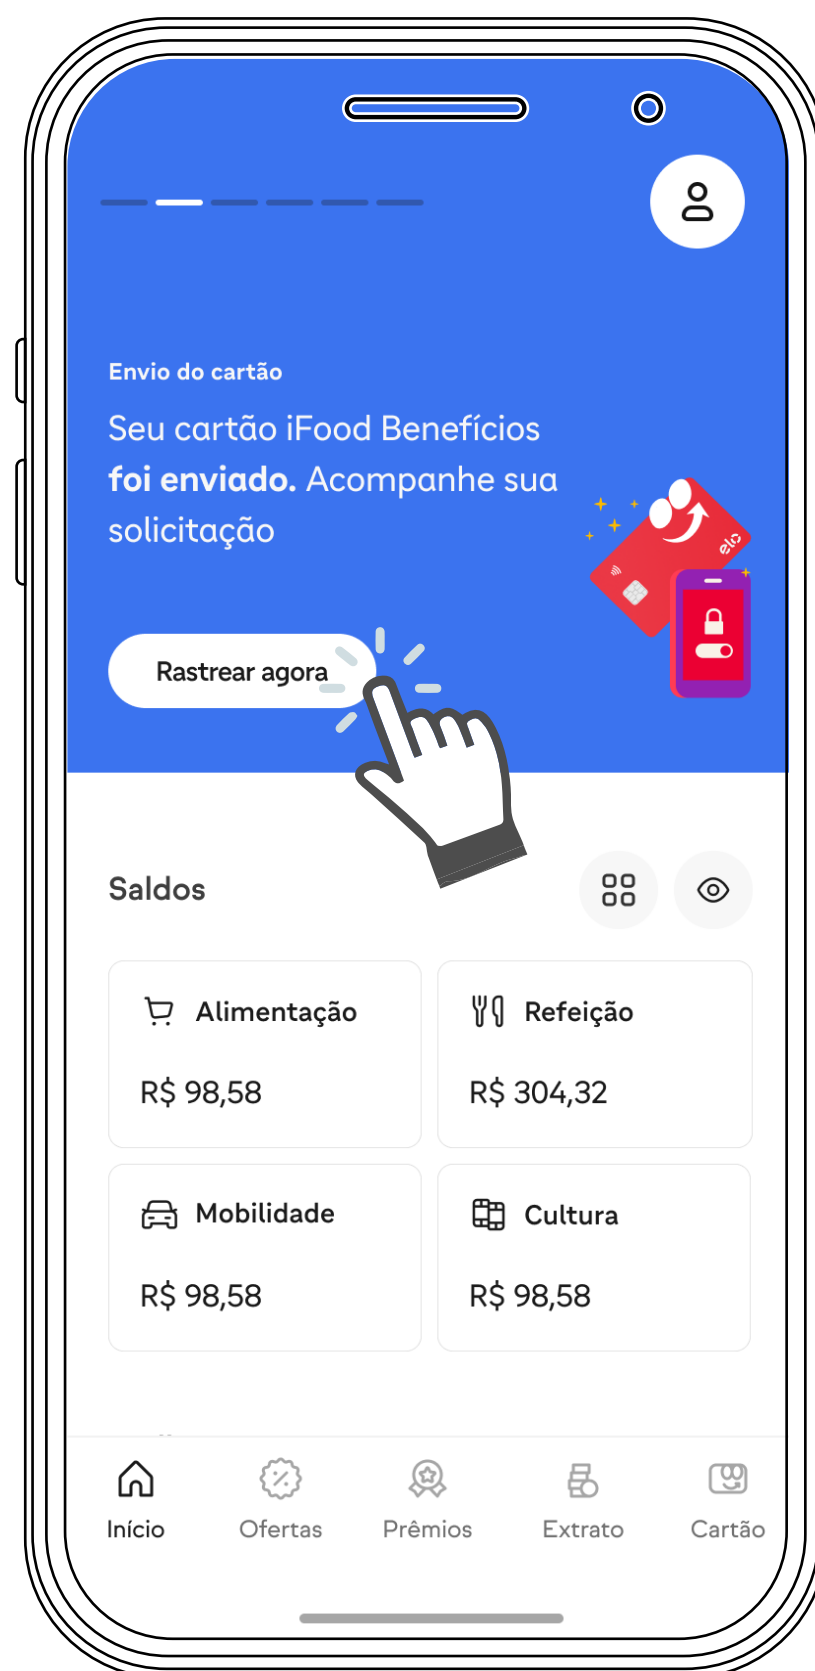 Envio do cartão
Seu cartão iFood Benefícios
foi enviado. Acompanhe sua
solicitação
elo
Rastrear agora
Saldos
Alimentação
R$ 98,58
Refeição
R$ 304,32
Mobilidade
R$ 98,58
Cultura
R$ 98,58
Início
Ofertas
Prêmios
Extrato
Cartão